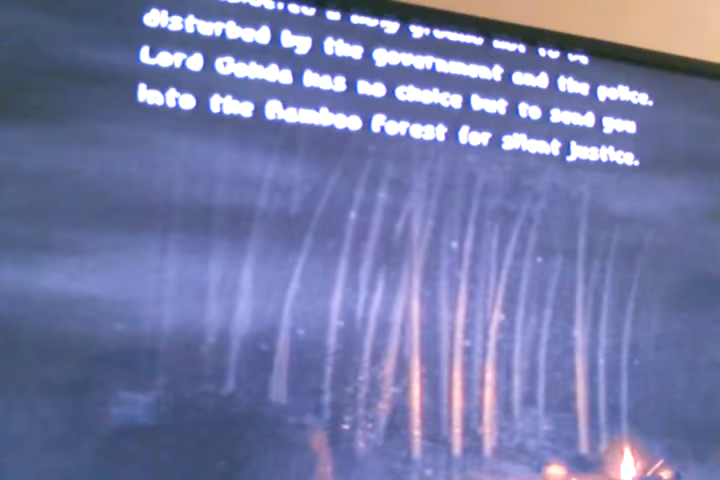 disturbed by the government and the police.
Lord Gohda has no choice but to send you
into the Bamboo Forest for silent justice.